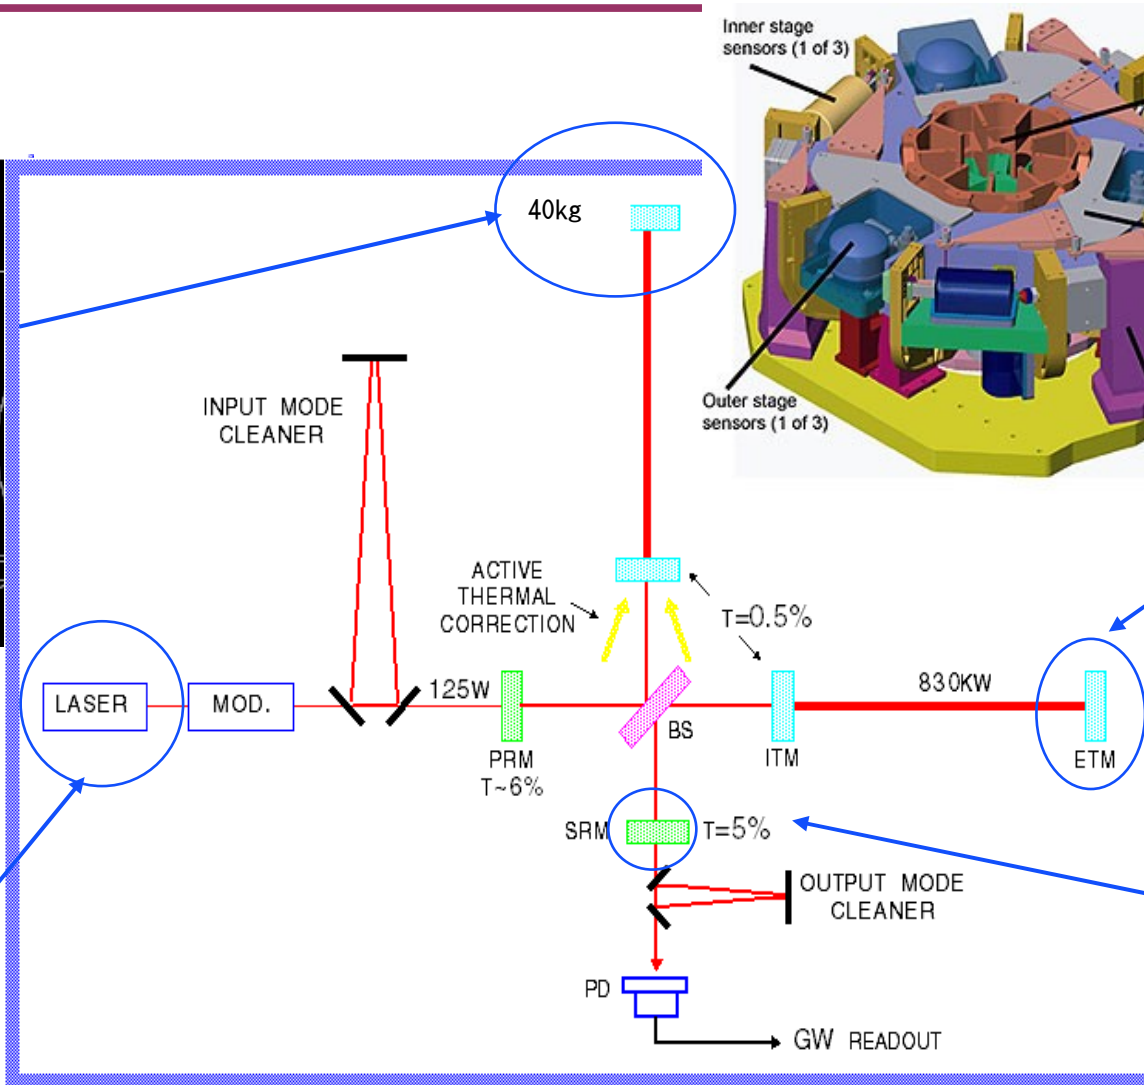 Inner stage
sensors (1 of 3)
40kg
Outer stage
sensors (1 of 3)
INPUT MODE
CLEANER
ACTIVE
THERMAL
CORRECTION
T=0.5%
LASER
MOD.
125W
830KW
BS
PRM
T~6%
ITM
ETM
SRM
T=5%
OUTPUT MODE
CLEANER
PD
GW READOUT